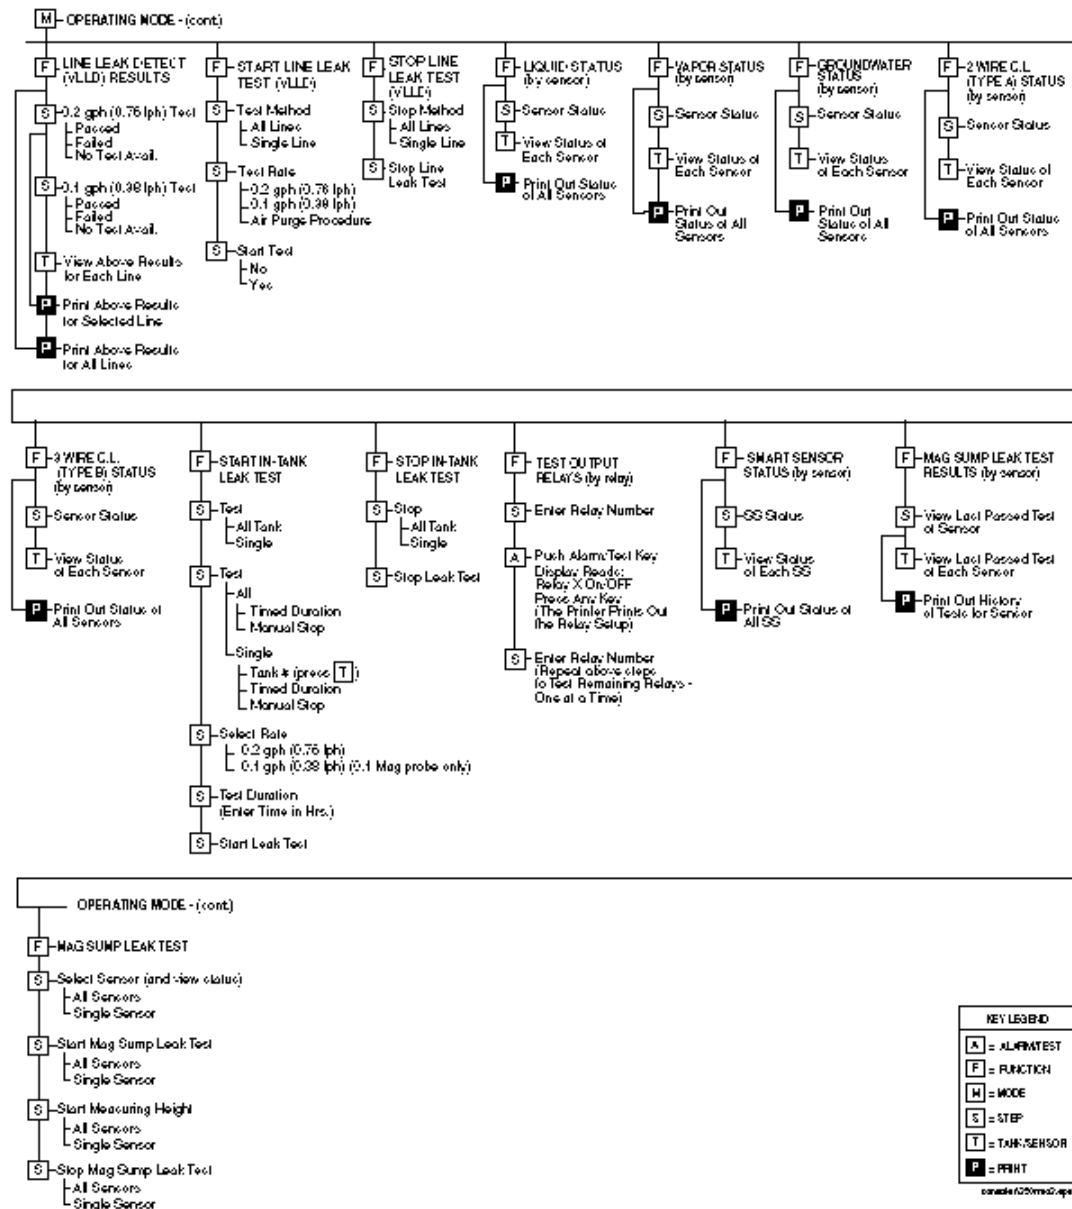 M OPERATING MODE - (cont.)
F LINE LEAK DETECT
(VLLD) RESULTS
S 0.2 gph (0.76 lph) Test
Passed
Failed
No Test Avail.
S 0.1 gph (0.38 lph) Test
Passed
Failed
No Test Avail.
T View Above Results
for Each Line
P Print Above Results
for Selected Line
P Print Above Results
for All Lines
F START LINE LEAK
TEST (VLLD)
S Test Method
All Lines
Single Line
S Test Rate
0.2 gph (0.76 lph)
0.1 gph (0.38 lph)
Air Purge Procedure
S Start Test
No
Yes
F STOP LINE
LEAK TEST
(VLLD)
S Stop Method
All Lines
Single Line
S Stop Line
Leak Test
F LIQUID STATUS
(by sensor)
S Sensor Status
T View Status of
Each Sensor
P Print Out Status
of All Sensors
F VAPOR STATUS
(by sensor)
S Sensor Status
T View Status of
Each Sensor
P Print Out
Status of All
Sensors
F GROUNDWATER
STATUS
(by sensor)
S Sensor Status
T View Status
of Each Sensor
P Print Out
Status of All
Sensors
F 2 WIRE C.L.
(TYPE A) STATUS
(by sensor)
S Sensor Status
T View Status
of Each Sensor
P Print Out Status
of All Sensors
F 3 WIRE C.L.
(TYPE B) STATUS
(by sensor)
S Sensor Status
T View Status
of Each Sensor
P Print Out Status of
All Sensors
F START IN-TANK
LEAK TEST
S Test
All Tank
Single
S Test
All
Timed Duration
Manual Stop
Single
Tank # (press T)
Timed Duration
Manual Stop
S Select Rate
0.2 gph (0.76 lph)
0.1 gph (0.38 lph) (0.1 Mag probe only)
S Test Duration
(Enter Time in Hrs.)
S Start Leak Test
F STOP IN-TANK
LEAK TEST
S Stop
All Tank
Single
S Stop Leak Test
F TEST OUTPUT
RELAYS (by relay)
S Enter Relay Number
A Push Alarm/Test Key
Display Reads:
Relay X On/OFF
Press Any Key
(The Printer Prints Out
the Relay Setup)
S Enter Relay Number
(Repeat above steps
to Test Remaining Relays -
One at a Time)
F SMART SENSOR
STATUS (by sensor)
S SS Status
T View Status
of Each SS
P Print Out Status of
All SS
F MAG SUMP LEAK TEST
RESULTS (by sensor)
S View Last Passed Test
of Sensor
T View Last Passed Test
of Each Sensor
P Print Out History
of Tests for Sensor
OPERATING MODE - (cont.)
F MAG SUMP LEAK TEST
S Select Sensor (and view status)
All Sensors
Single Sensor
S Start Mag Sump Leak Test
All Sensors
Single Sensor
S Start Measuring Height
All Sensors
Single Sensor
S Stop Mag Sump Leak Test
All Sensors
Single Sensor
KEY LEGEND
A = ALARM/TEST
F = FUNCTION
M = MODE
S = STEP
T = TANK/SENSOR
P = PRINT